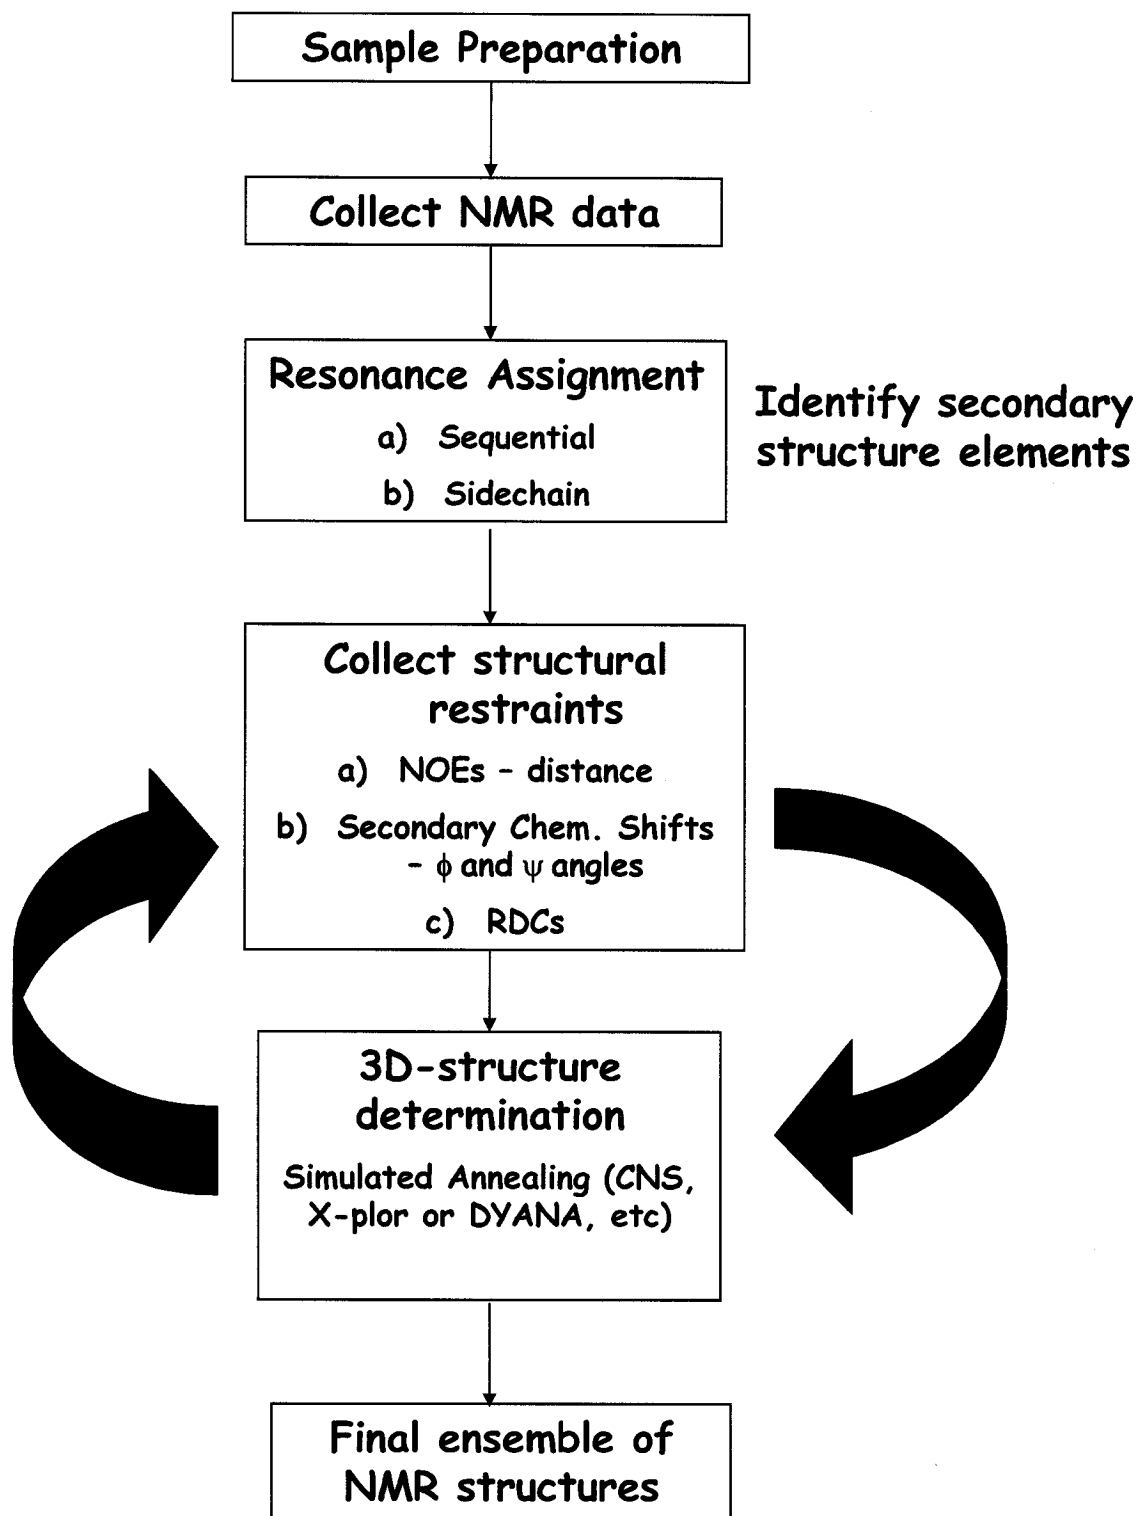 Sample Preparation
Collect NMR data
Resonance Assignment
a) Sequential
b) Sidechain
Identify secondary
structure elements
Collect structural
restraints
a) NOEs - distance
b) Secondary Chem. Shifts
- ϕ and ψ angles
c) RDCs
3D-structure
determination
Simulated Annealing (CNS,
X-plor or DYANA, etc)
Final ensemble of
NMR structures